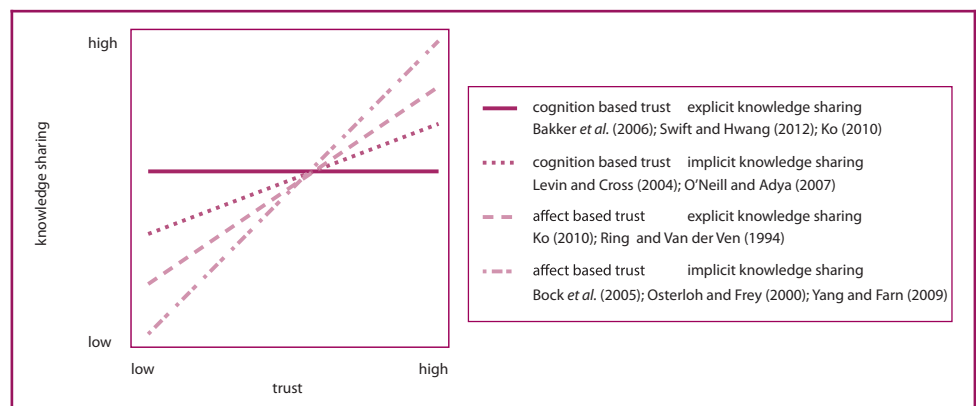 high
knowledge sharing
low
low high
trust
cognition based trust explicit knowledge sharing
Bakker et al. (2006); Swift and Hwang (2012); Ko (2010)
cognition based trust implicit knowledge sharing
Levin and Cross (2004); O'Neill and Adya (2007)
affect based trust explicit knowledge sharing
Ko (2010); Ring and Van der Ven (1994)
affect based trust implicit knowledge sharing
Bock et al. (2005); Osterloh and Frey (2000); Yang and Farn (2009)